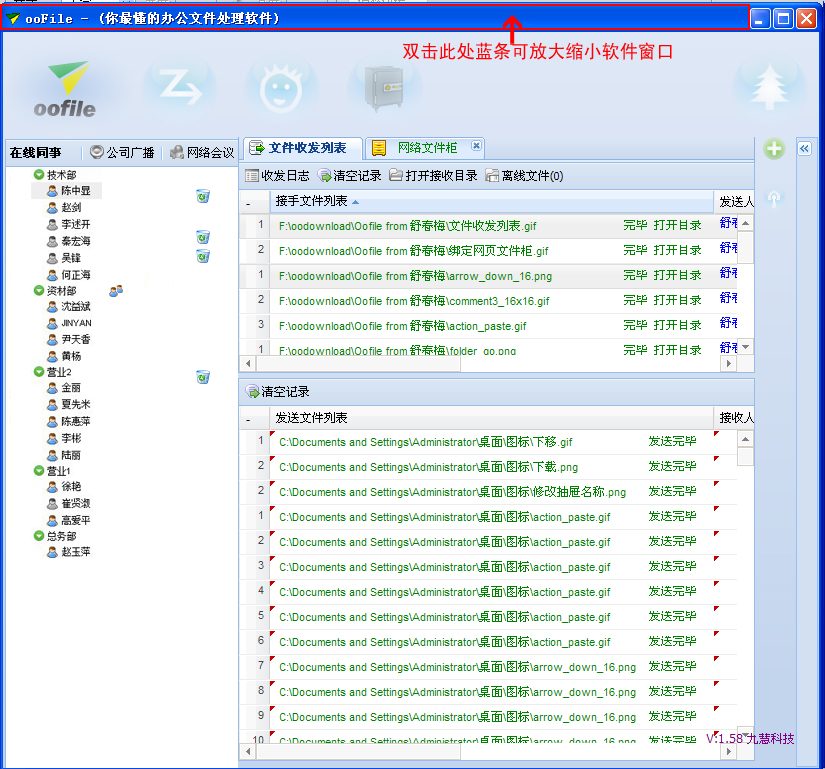 ooFile - (你最懂的办公文件处理软件)
双击此处蓝条可放大缩小软件窗口
oofile
在线同事 公司广播 网络会议
技术部
陈中显
赵剑
李述开
秦宏海
吴锋
何正海
资材部
沈益斌
JINYAN
尹天香
黄杨
营业2
金丽
夏先米
陈惠萍
李彬
陆丽
营业1
徐艳
崔贤淑
高爱平
总务部
赵玉萍
文件收发列表 网络文件柜
收发日志 清空记录 打开接收目录 离线文件(0)
- 接手文件列表 发送人
1 F:\oodownload\Oofile from 舒春梅\文件收发列表.gif 完毕 打开目录 舒春
2 F:\oodownload\Oofile from 舒春梅\绑定网页文件柜.gif 完毕 打开目录 舒春
1 F:\oodownload\Oofile from 舒春梅\arrow_down_16.png 完毕 打开目录 舒春
2 F:\oodownload\Oofile from 舒春梅\comment3_16x16.gif 完毕 打开目录 舒春
3 F:\oodownload\Oofile from 舒春梅\action_paste.gif 完毕 打开目录 舒春
1 F:\oodownload\Oofile from 舒春梅\folder_go.png 完毕 打开目录 舒春
清空记录
- 发送文件列表 接收人
1 C:\Documents and Settings\Administrator\桌面\图标\下移.gif 发送完毕
2 C:\Documents and Settings\Administrator\桌面\图标\下载.png 发送完毕
2 C:\Documents and Settings\Administrator\桌面\图标\修改抽屉名称.png 发送完毕
1 C:\Documents and Settings\Administrator\桌面\图标\action_paste.gif 发送完毕
2 C:\Documents and Settings\Administrator\桌面\图标\action_paste.gif 发送完毕
3 C:\Documents and Settings\Administrator\桌面\图标\action_paste.gif 发送完毕
4 C:\Documents and Settings\Administrator\桌面\图标\action_paste.gif 发送完毕
5 C:\Documents and Settings\Administrator\桌面\图标\action_paste.gif 发送完毕
6 C:\Documents and Settings\Administrator\桌面\图标\action_paste.gif 发送完毕
7 C:\Documents and Settings\Administrator\桌面\图标\arrow_down_16.png 发送完毕
8 C:\Documents and Settings\Administrator\桌面\图标\arrow_down_16.png 发送完毕
9 C:\Documents and Settings\Administrator\桌面\图标\arrow_down_16.png 发送完毕
10 C:\Documents and Settings\Administrator\桌面\图标\arrow_down_16.png 发送完毕
V:1.58 九慧科技